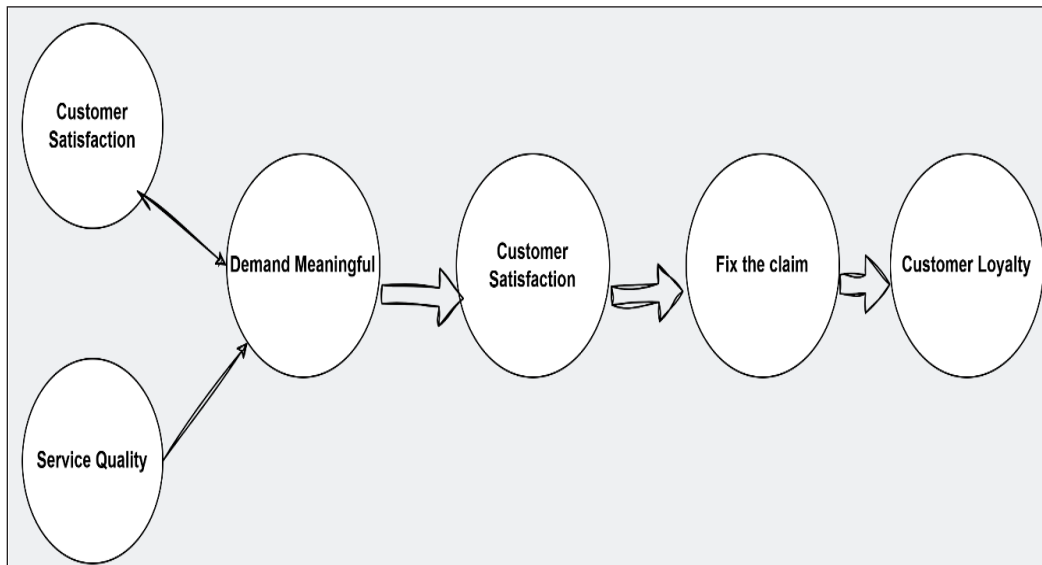 Customer
Satisfaction
Demand Meaningful
Service Quality
Customer
Satisfaction
Fix the claim
Customer Loyalty